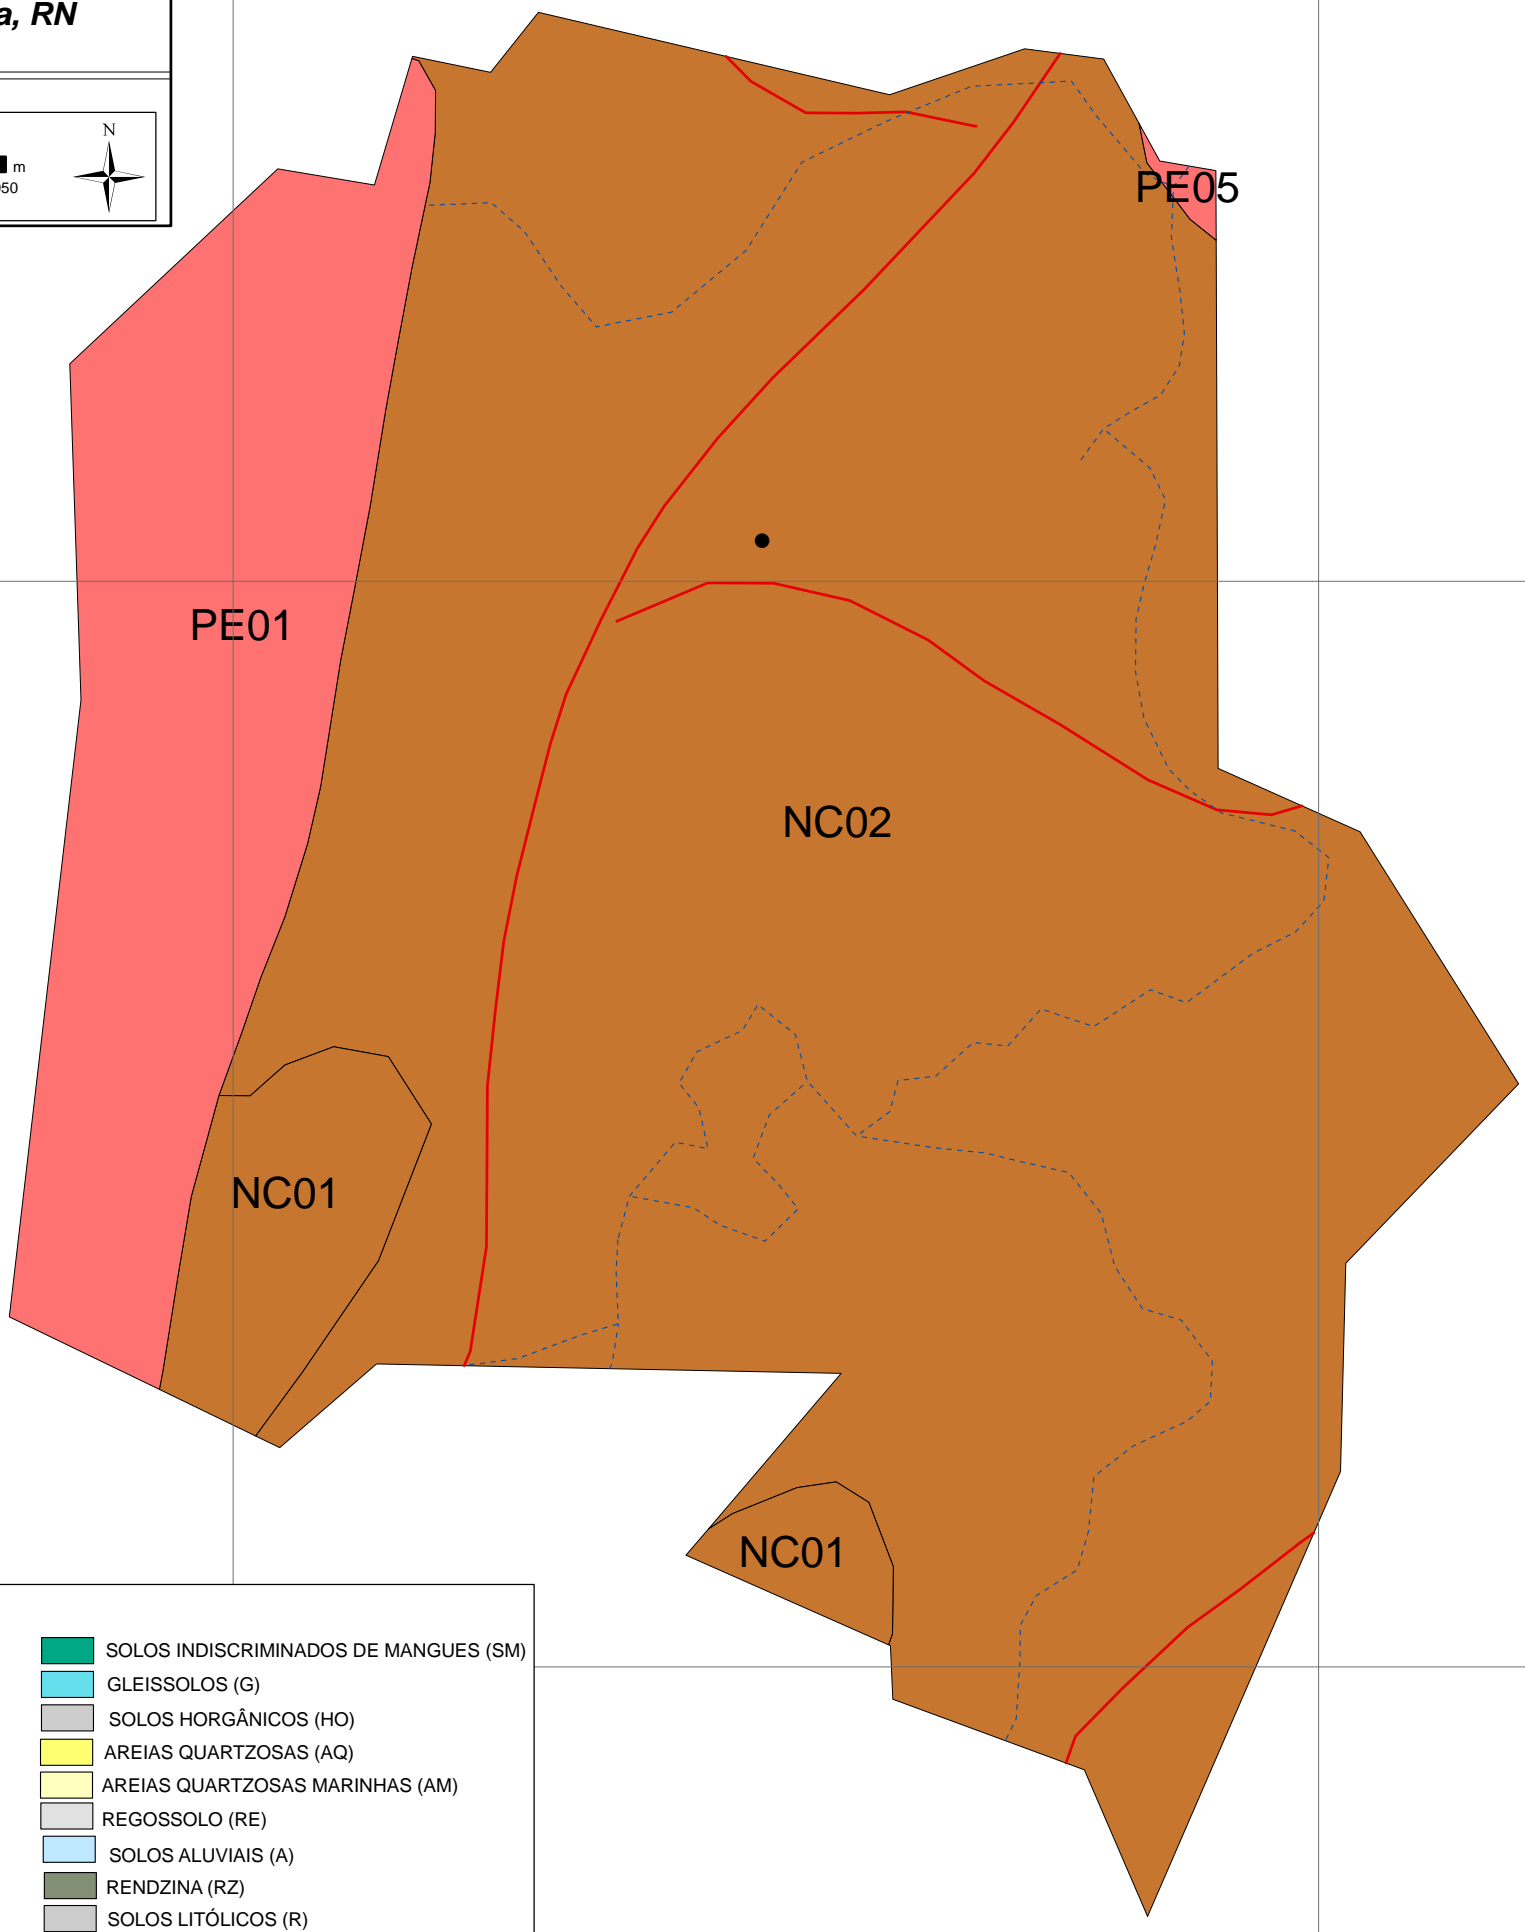 a, RN
N
m
950
PE05
PE01
NC02
NC01
NC01
SOLOS INDISCRIMINADOS DE MANGUES (SM)
GLEISSOLOS (G)
SOLOS HORGÂNICOS (HO)
AREIAS QUARTZOSAS (AQ)
AREIAS QUARTZOSAS MARINHAS (AM)
REGOSSOLO (RE)
SOLOS ALUVIAIS (A)
RENDZINA (RZ)
SOLOS LITÓLICOS (R)